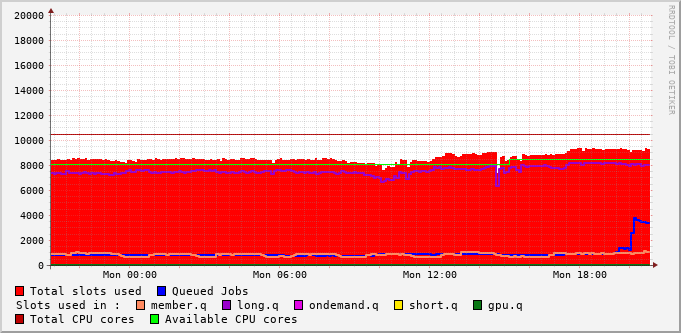 20000
18000
16000
14000
12000
10000
8000
6000
4000
2000
0
Mon 00:00 Mon 06:00 Mon 12:00 Mon 18:00
Total slots used Queued Jobs
Slots used in : member.q long.q ondemand.q short.q gpu.q
Total CPU cores Available CPU cores
RRDTOOL / TOBI OETIKER